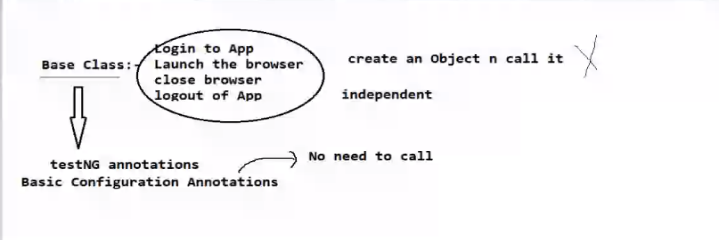 Login to App
Base Class:- Launch the browser
create an Object n call it
close browser
logout of App
independent
testNG annotations
No need to call
Basic Configuration Annotations